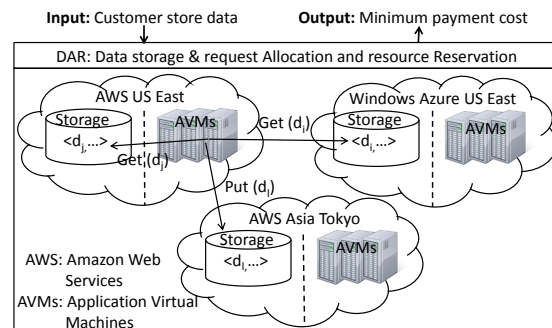 Input: Customer store data
Output: Minimum payment cost
DAR: Data storage & request Allocation and resource Reservation
AWS US East
Storage
<dj,...>
AVMs
Get (dj)
Get (di)
Windows Azure US East
Storage
<di,...>
AVMs
Put (dl)
AWS Asia Tokyo
Storage
<dl,...>
AVMs
AWS: Amazon Web
Services
AVMs: Application Virtual
Machines